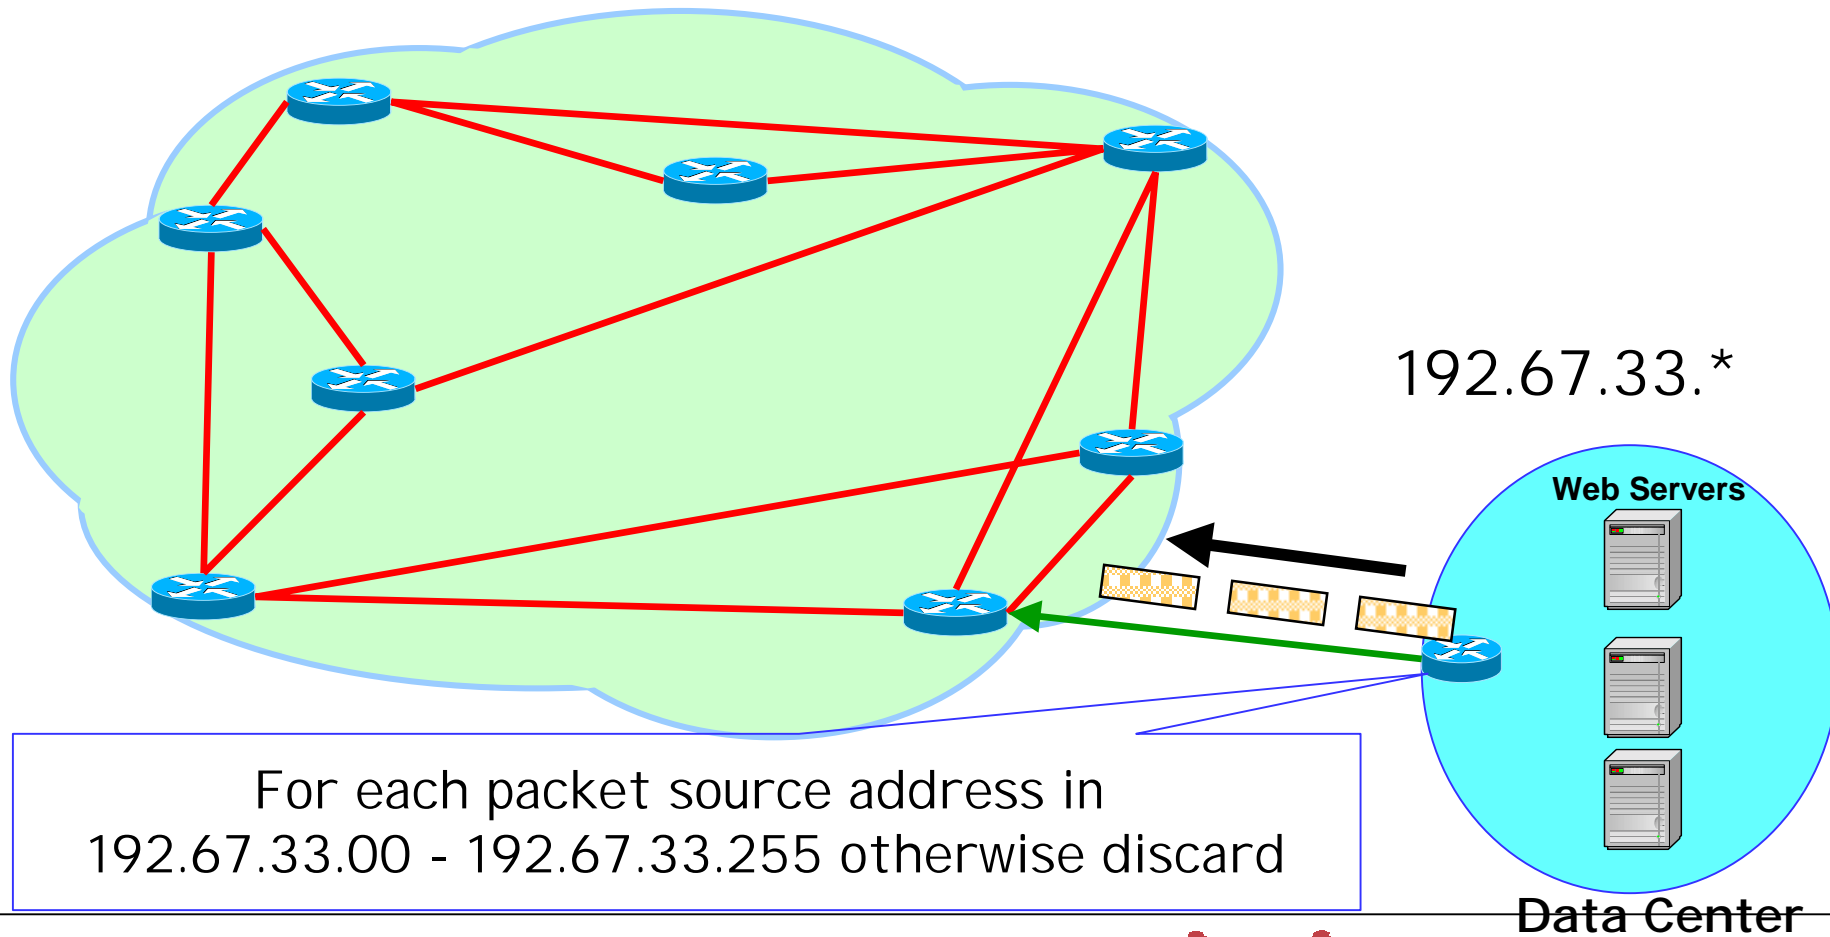 192.67.33.*
Web Servers
For each packet source address in
192.67.33.00 - 192.67.33.255 otherwise discard
Data Center